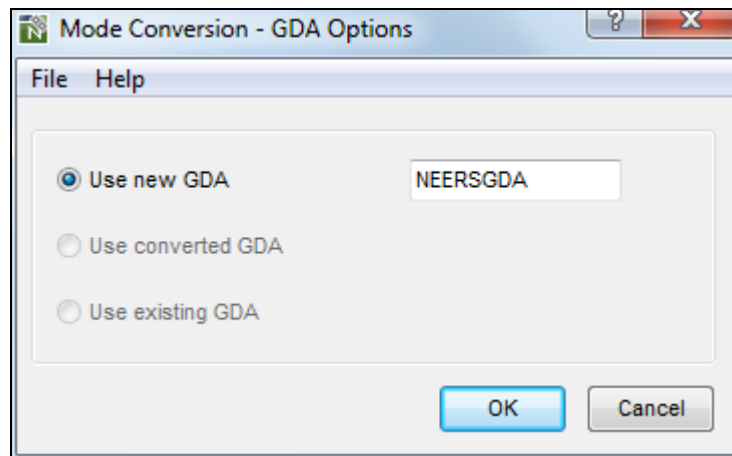 Mode Conversion - GDA Options
File Help
Use new GDA NEERSGDA
Use converted GDA
Use existing GDA
OK Cancel